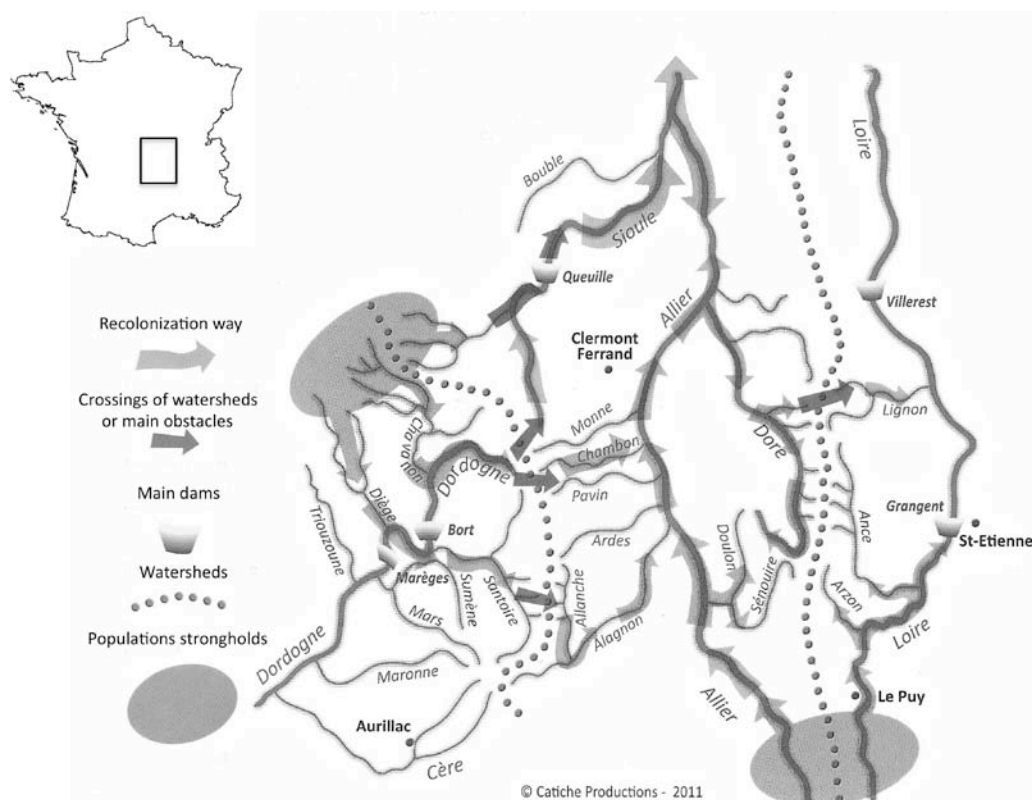 Recolonization way
Crossings of watersheds
or main obstacles
Main dams
Watersheds
Populations strongholds
Bouble
Sioule
Queuille
Loire
Villerest
Allier
Clermont
Ferrand
Monne
Chambon
Pavin
Chavanon
Dordogne
Dore
Lignon
Grangent
St-Etienne
Ance
Diège
Triouzoune
Bort
Marèges
Sumène
Santoire
Mars
Ardes
Allanche
Alagnon
Doulon
Sénouire
Arzon
Loire
Dordogne
Maronne
Aurillac
Cère
Allier
Le Puy
© Catiche Productions - 2011